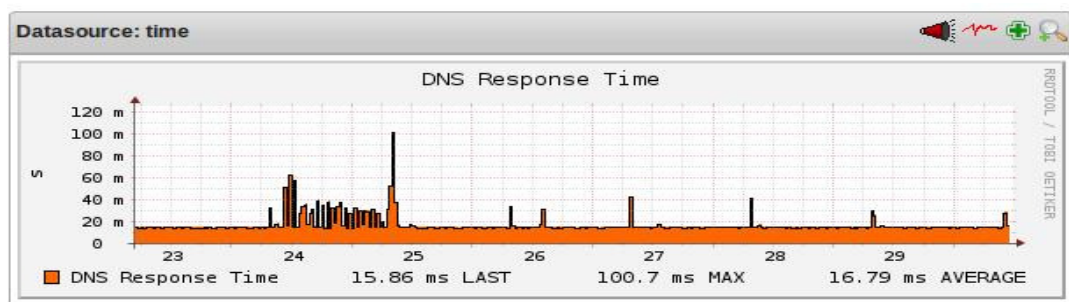 Datasource: time
DNS Response Time
RRDTOOL / TOBI OETIKER
120 m
100 m
80 m
60 m
40 m
20 m
0
s
23 24 25 26 27 28 29
DNS Response Time 15.86 ms LAST 100.7 ms MAX 16.79 ms AVERAGE